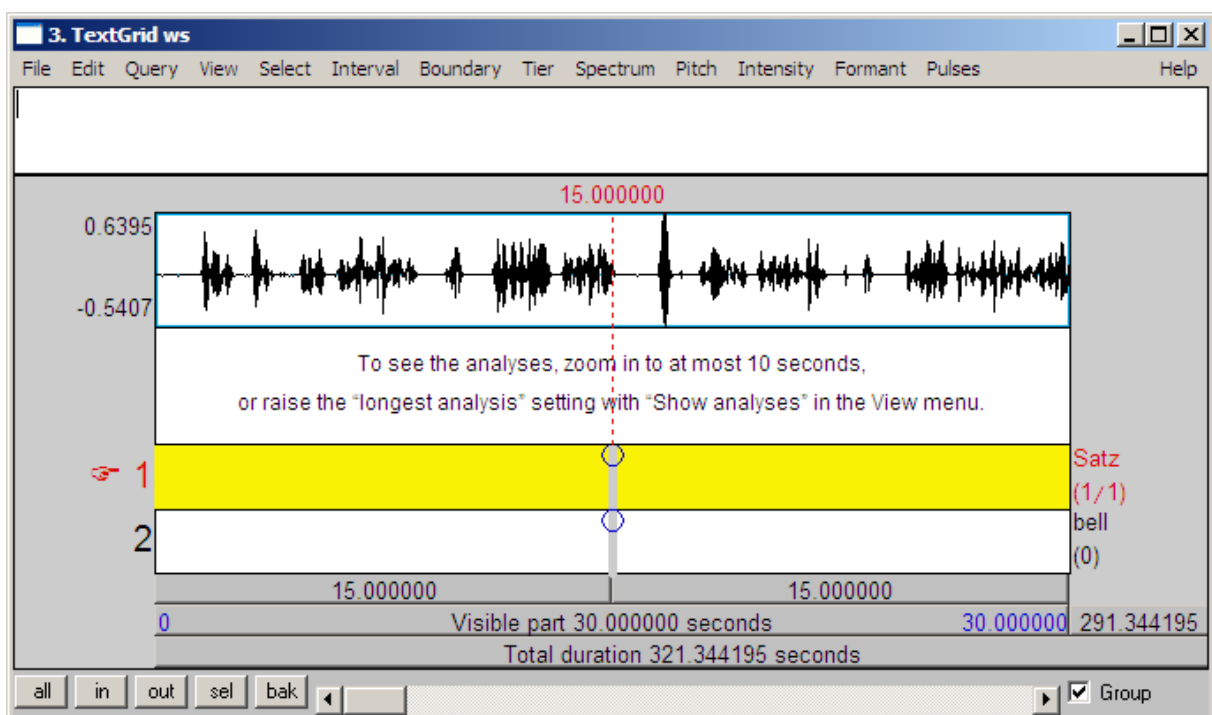 3. TextGrid ws
File Edit Query View Select Interval Boundary Tier Spectrum Pitch Intensity Formant Pulses Help
15.000000
0.6395
-0.5407
To see the analyses, zoom in to at most 10 seconds,
or raise the “longest analysis” setting with “Show analyses” in the View menu.
☞ 1
Satz
(1/1)
2
bell
(0)
15.000000 15.000000
0 Visible part 30.000000 seconds 30.000000 291.344195
Total duration 321.344195 seconds
all in out sel bak Group